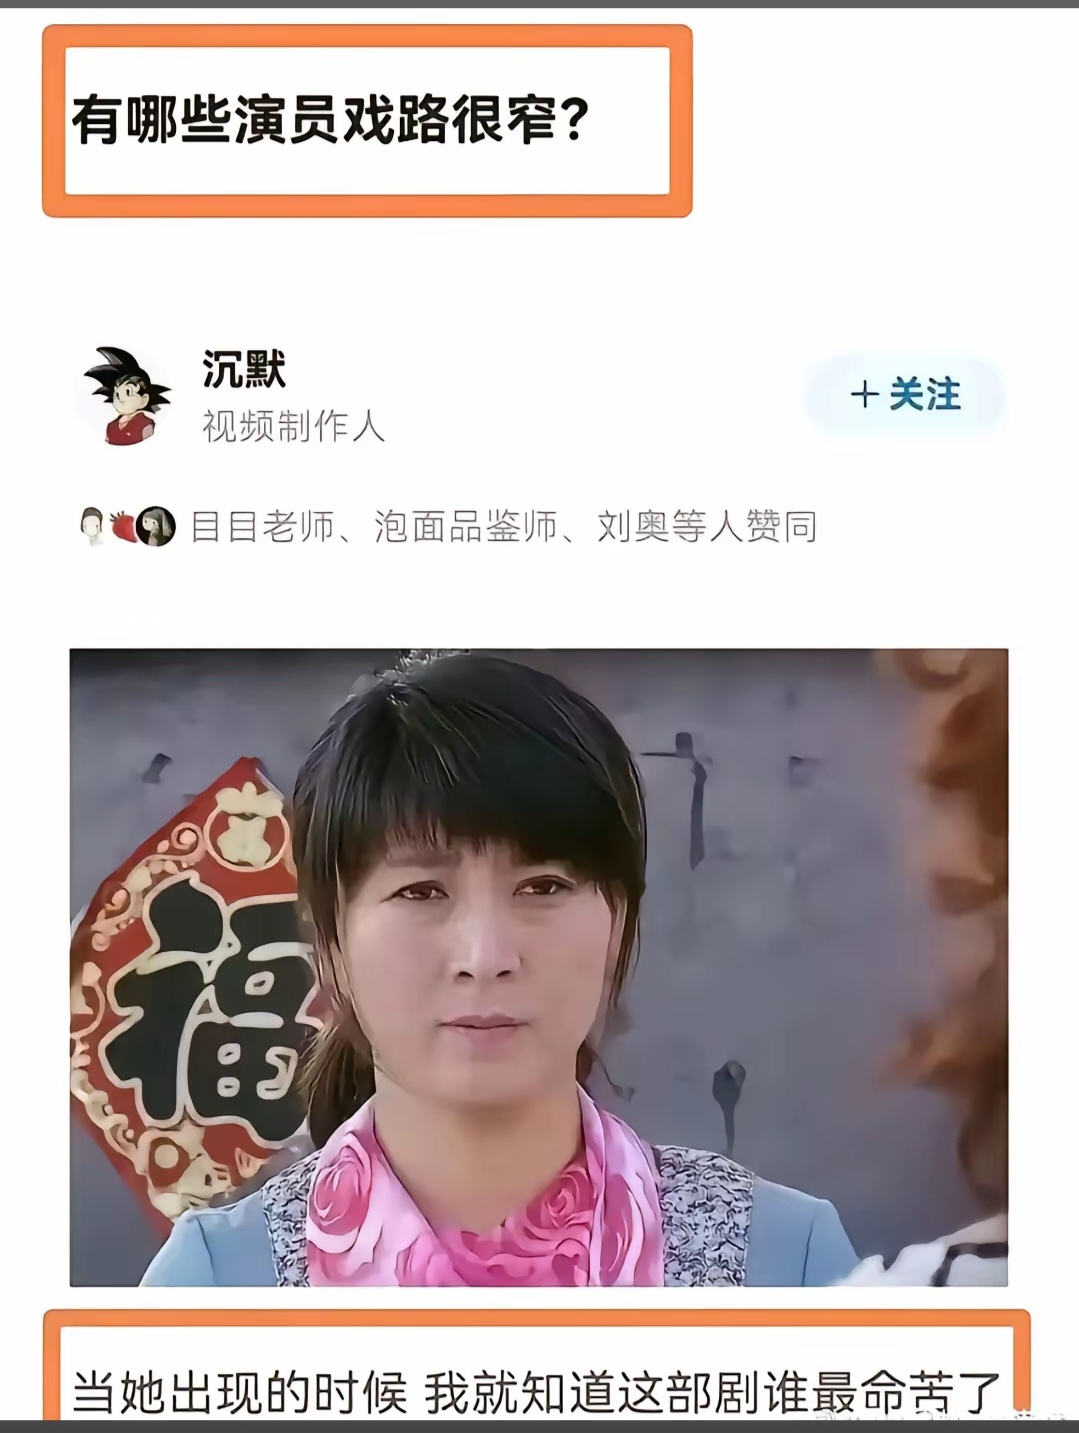 有哪些演员戏路很窄?
沉默
视频制作人
+关注
目目老师、泡面品鉴师、刘奥等人赞同
福
当她出现的时候 我就知道这部剧谁最命苦了